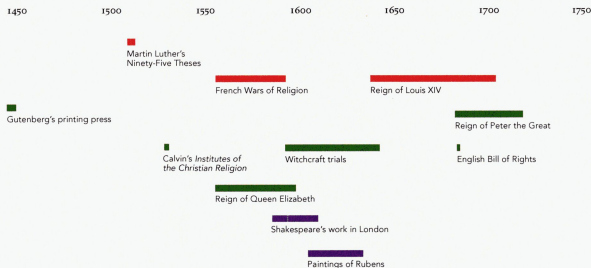 1450 1500 1550 1600 1650 1700 1750
Martin Luther's
Ninety-Five Theses
French Wars of Religion
Reign of Louis XIV
Gutenberg's printing press
Reign of Peter the Great
Calvin's Institutes of
the Christian Religion
Witchcraft trials
English Bill of Rights
Reign of Queen Elizabeth
Shakespeare's work in London
Paintings of Rubens